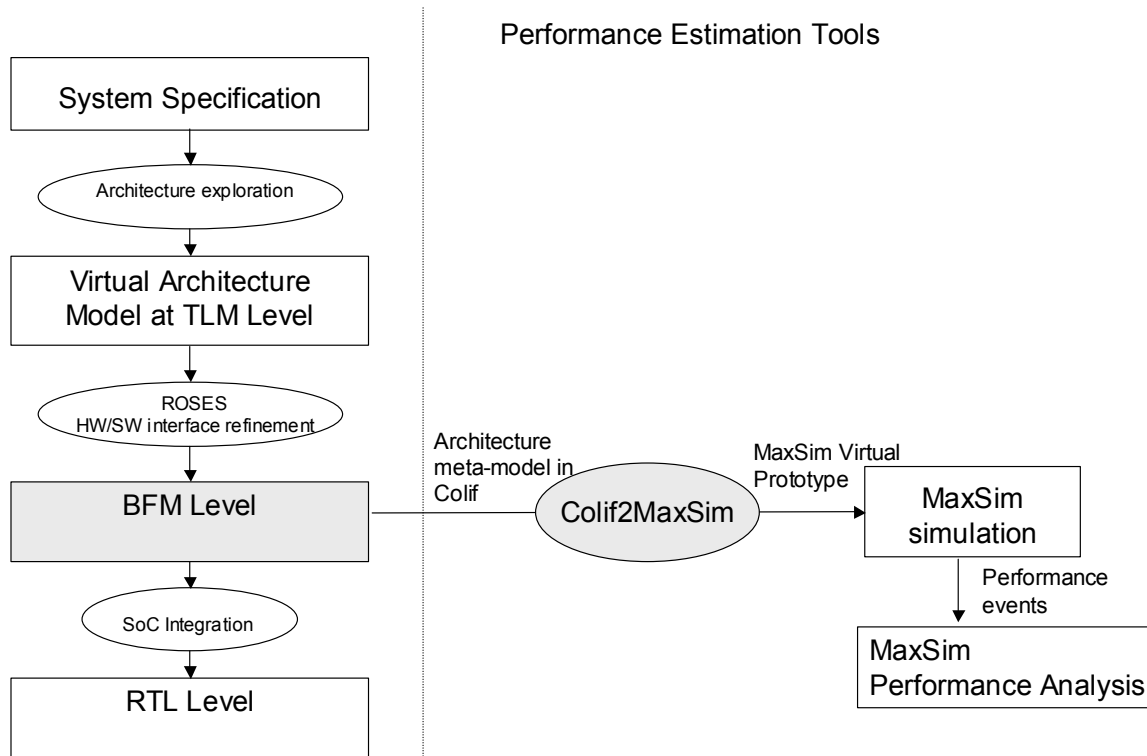 Performance Estimation Tools
System Specification
Architecture exploration
Virtual Architecture
Model at TLM Level
ROSES
HW/SW interface refinement
BFM Level
SoC Integration
RTL Level
Architecture
meta-model in
Colif
Colif2MaxSim
MaxSim Virtual
Prototype
MaxSim
simulation
Performance
events
MaxSim
Performance Analysis